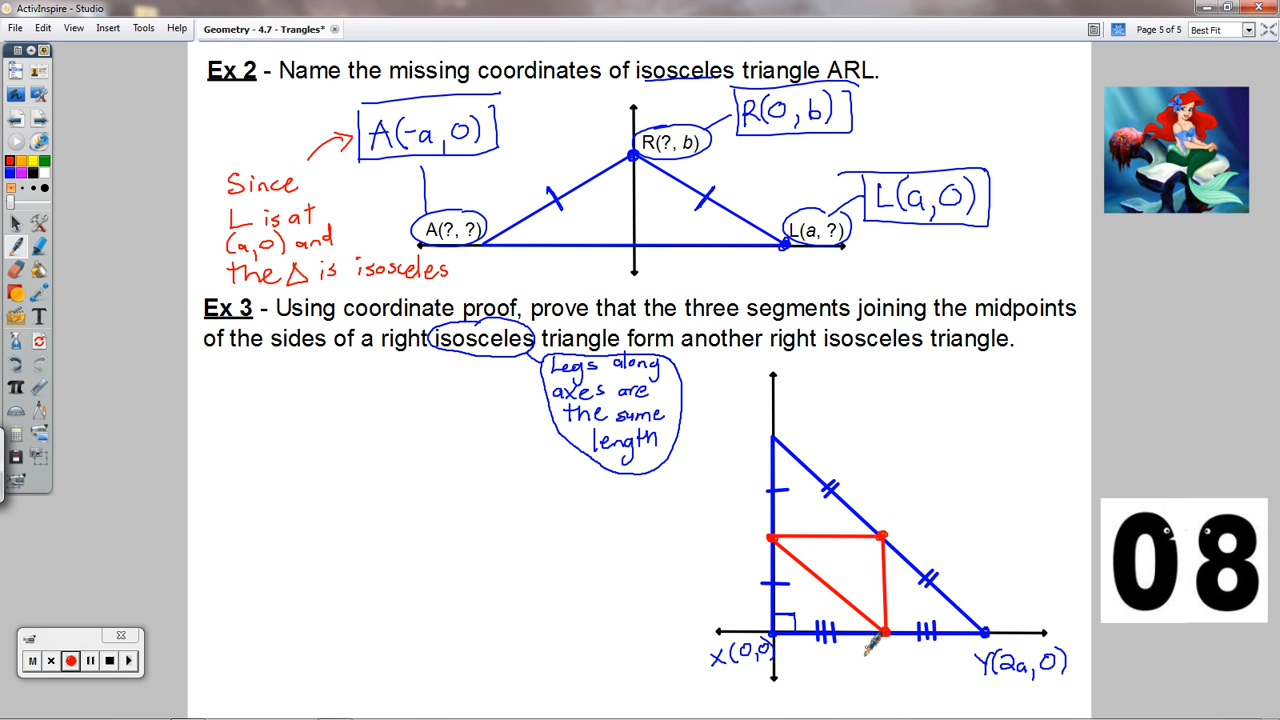 ActivInspire - Studio
File Edit View Insert Tools Help
Geometry - 4.7 - Trangles*
Page 5 of 5
Best Fit
Ex 2 - Name the missing coordinates of isosceles triangle ARL.
A(-a, 0)
R(0, b)
R(?, b)
L(a, 0)
A(?, ?)
L(a, ?)
Since
L is at
(a, 0) and
the Δ is isosceles
Ex 3 - Using coordinate proof, prove that the three segments joining the midpoints
of the sides of a right isosceles triangle form another right isosceles triangle.
Legs along
axes are
the same
length
X(0,0)
Y(2a, 0)
08
M